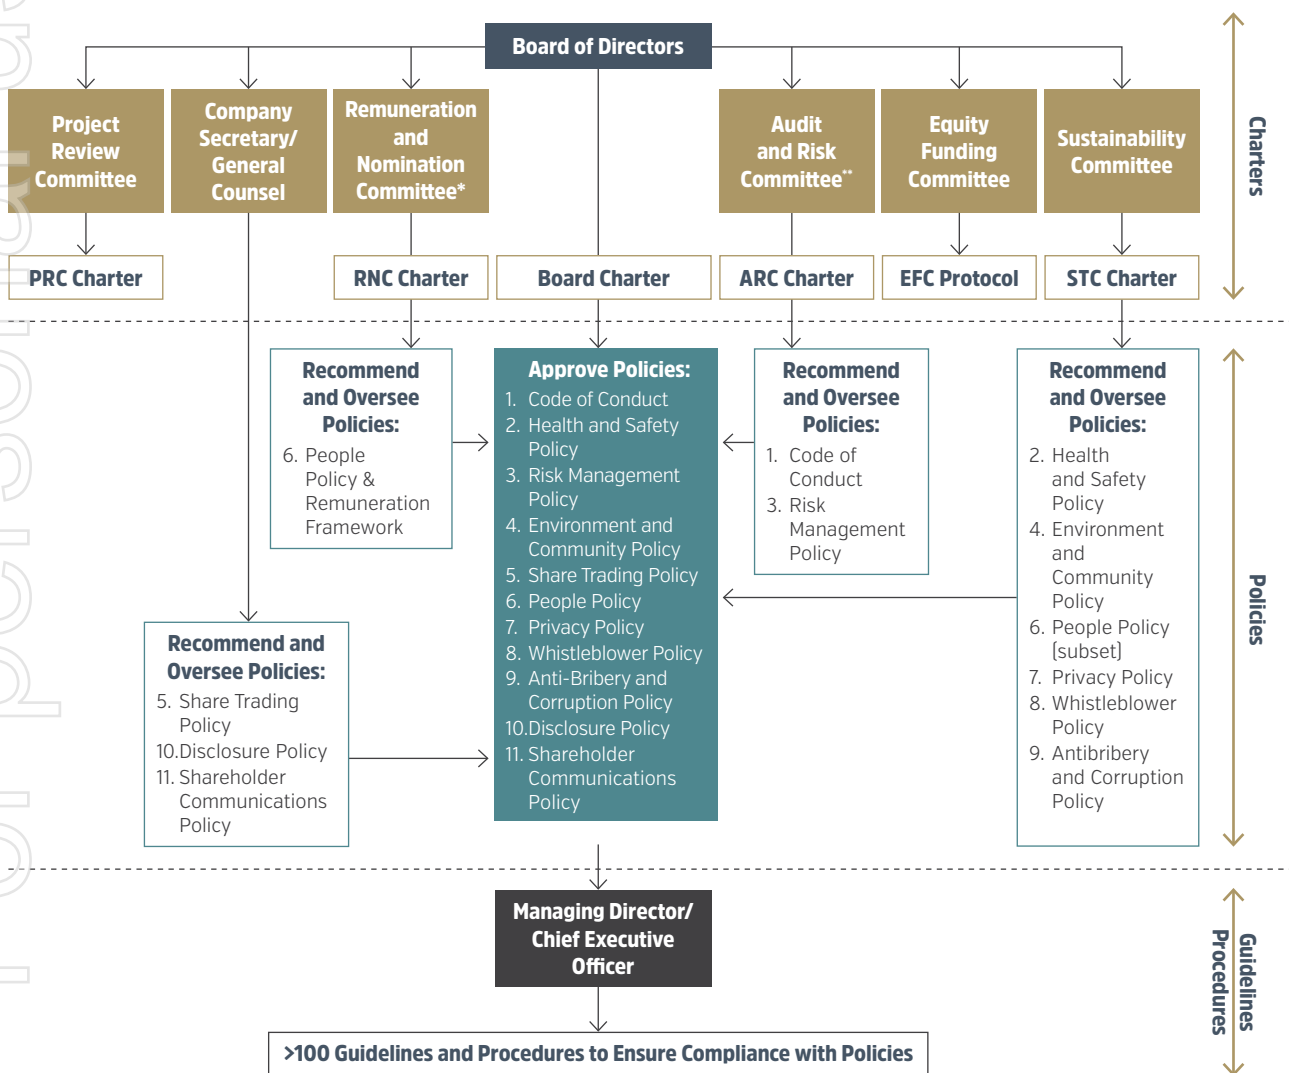 Board of Directors
Project
Review
Committee
Company
Secretary/
General
Counsel
Remuneration
and
Nomination
Committee*
Audit
and Risk
Committee**
Equity
Funding
Committee
Sustainability
Committee
Charters
PRC Charter
RNC Charter
Board Charter
ARC Charter
EFC Protocol
STC Charter
Recommend
and Oversee
Policies:
6. People
Policy &
Remuneration
Framework
Approve Policies:
1. Code of Conduct
2. Health and Safety
Policy
3. Risk Management
Policy
4. Environment and
Community Policy
5. Share Trading Policy
6. People Policy
7. Privacy Policy
8. Whistleblower Policy
9. Anti-Bribery and
Corruption Policy
10.Disclosure Policy
11. Shareholder
Communications
Policy
Recommend
and Oversee
Policies:
1. Code of
Conduct
3. Risk
Management
Policy
Recommend
and Oversee
Policies:
2. Health
and Safety
Policy
4. Environment
and
Community
Policy
6. People Policy
(subset)
7. Privacy Policy
8. Whistleblower
Policy
9. Antibribery
and Corruption
Policy
Policies
Recommend and
Oversee Policies:
5. Share Trading
Policy
10.Disclosure Policy
11. Shareholder
Communications
Policy
Managing Director/
Chief Executive
Officer
Guidelines
Procedures
>100 Guidelines and Procedures to Ensure Compliance with Policies
For personal use